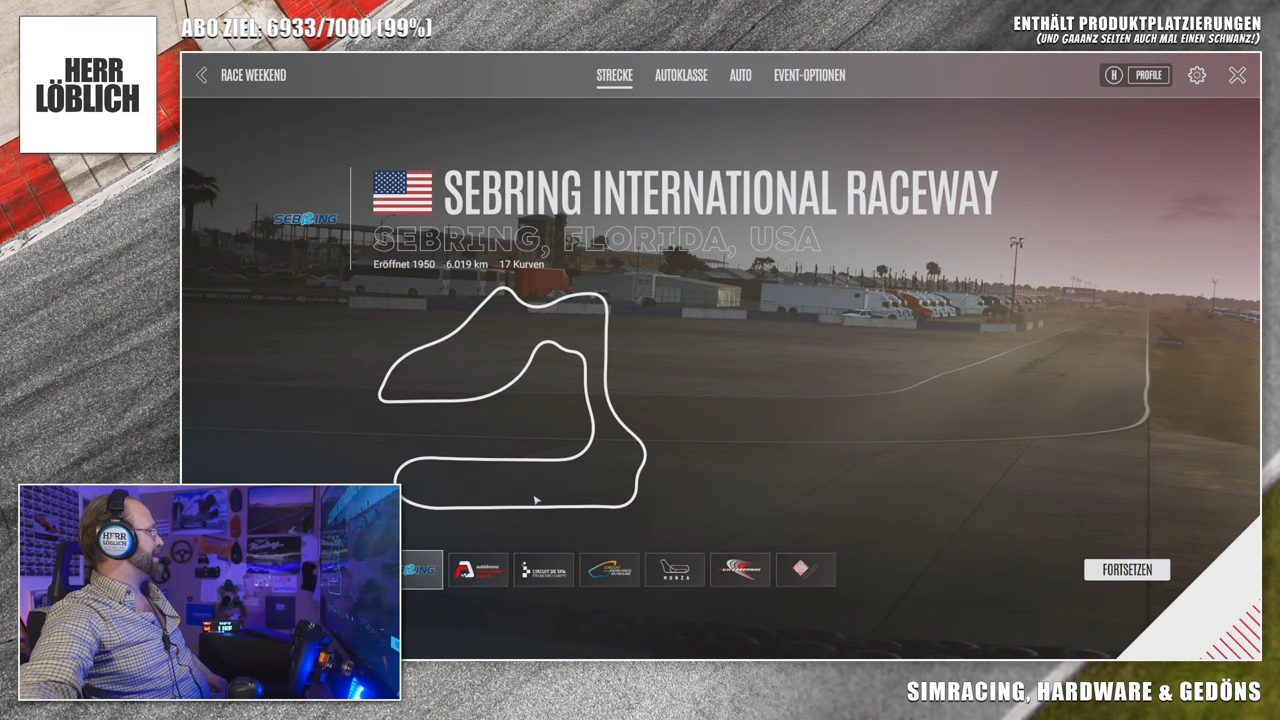 ABO ZIEL: 6933/7000 (99%)
ENTHÄLT PRODUKTPLATZIERUNGEN
(UND GAAANZ SELTEN AUCH MAL EINEN SCHWANZ!)
HERR
LÖBLICH
RACE WEEKEND
STRECKE
AUTOKLASSE
AUTO
EVENT-OPTIONEN
H
PROFILE
SEBRING INTERNATIONAL RACEWAY
SEBRING
SEBRING, FLORIDA, USA
Eröffnet 1950 6.019 km 17 Kurven
HERR
LÖBLICH
CIRCUIT DE SPA
FRANCORCHAMPS
MONZA
FORTSETZEN
SIMRACING, HARDWARE & GEDÖNS